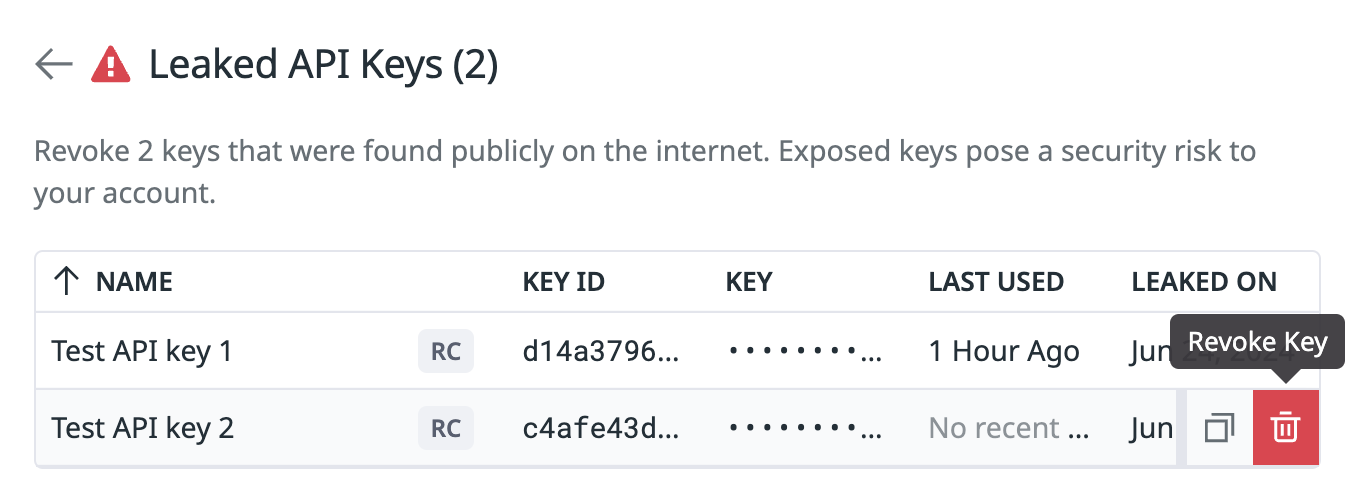 Leaked API Keys (2)
Revoke 2 keys that were found publicly on the internet. Exposed keys pose a security risk to
your account.
NAME KEY ID KEY LAST USED LEAKED ON
Test API key 1 RC d14a3796... ••••••••... 1 Hour Ago Jun
Revoke Key
Test API key 2 RC c4afe43d... ••••••••... No recent ... Jun